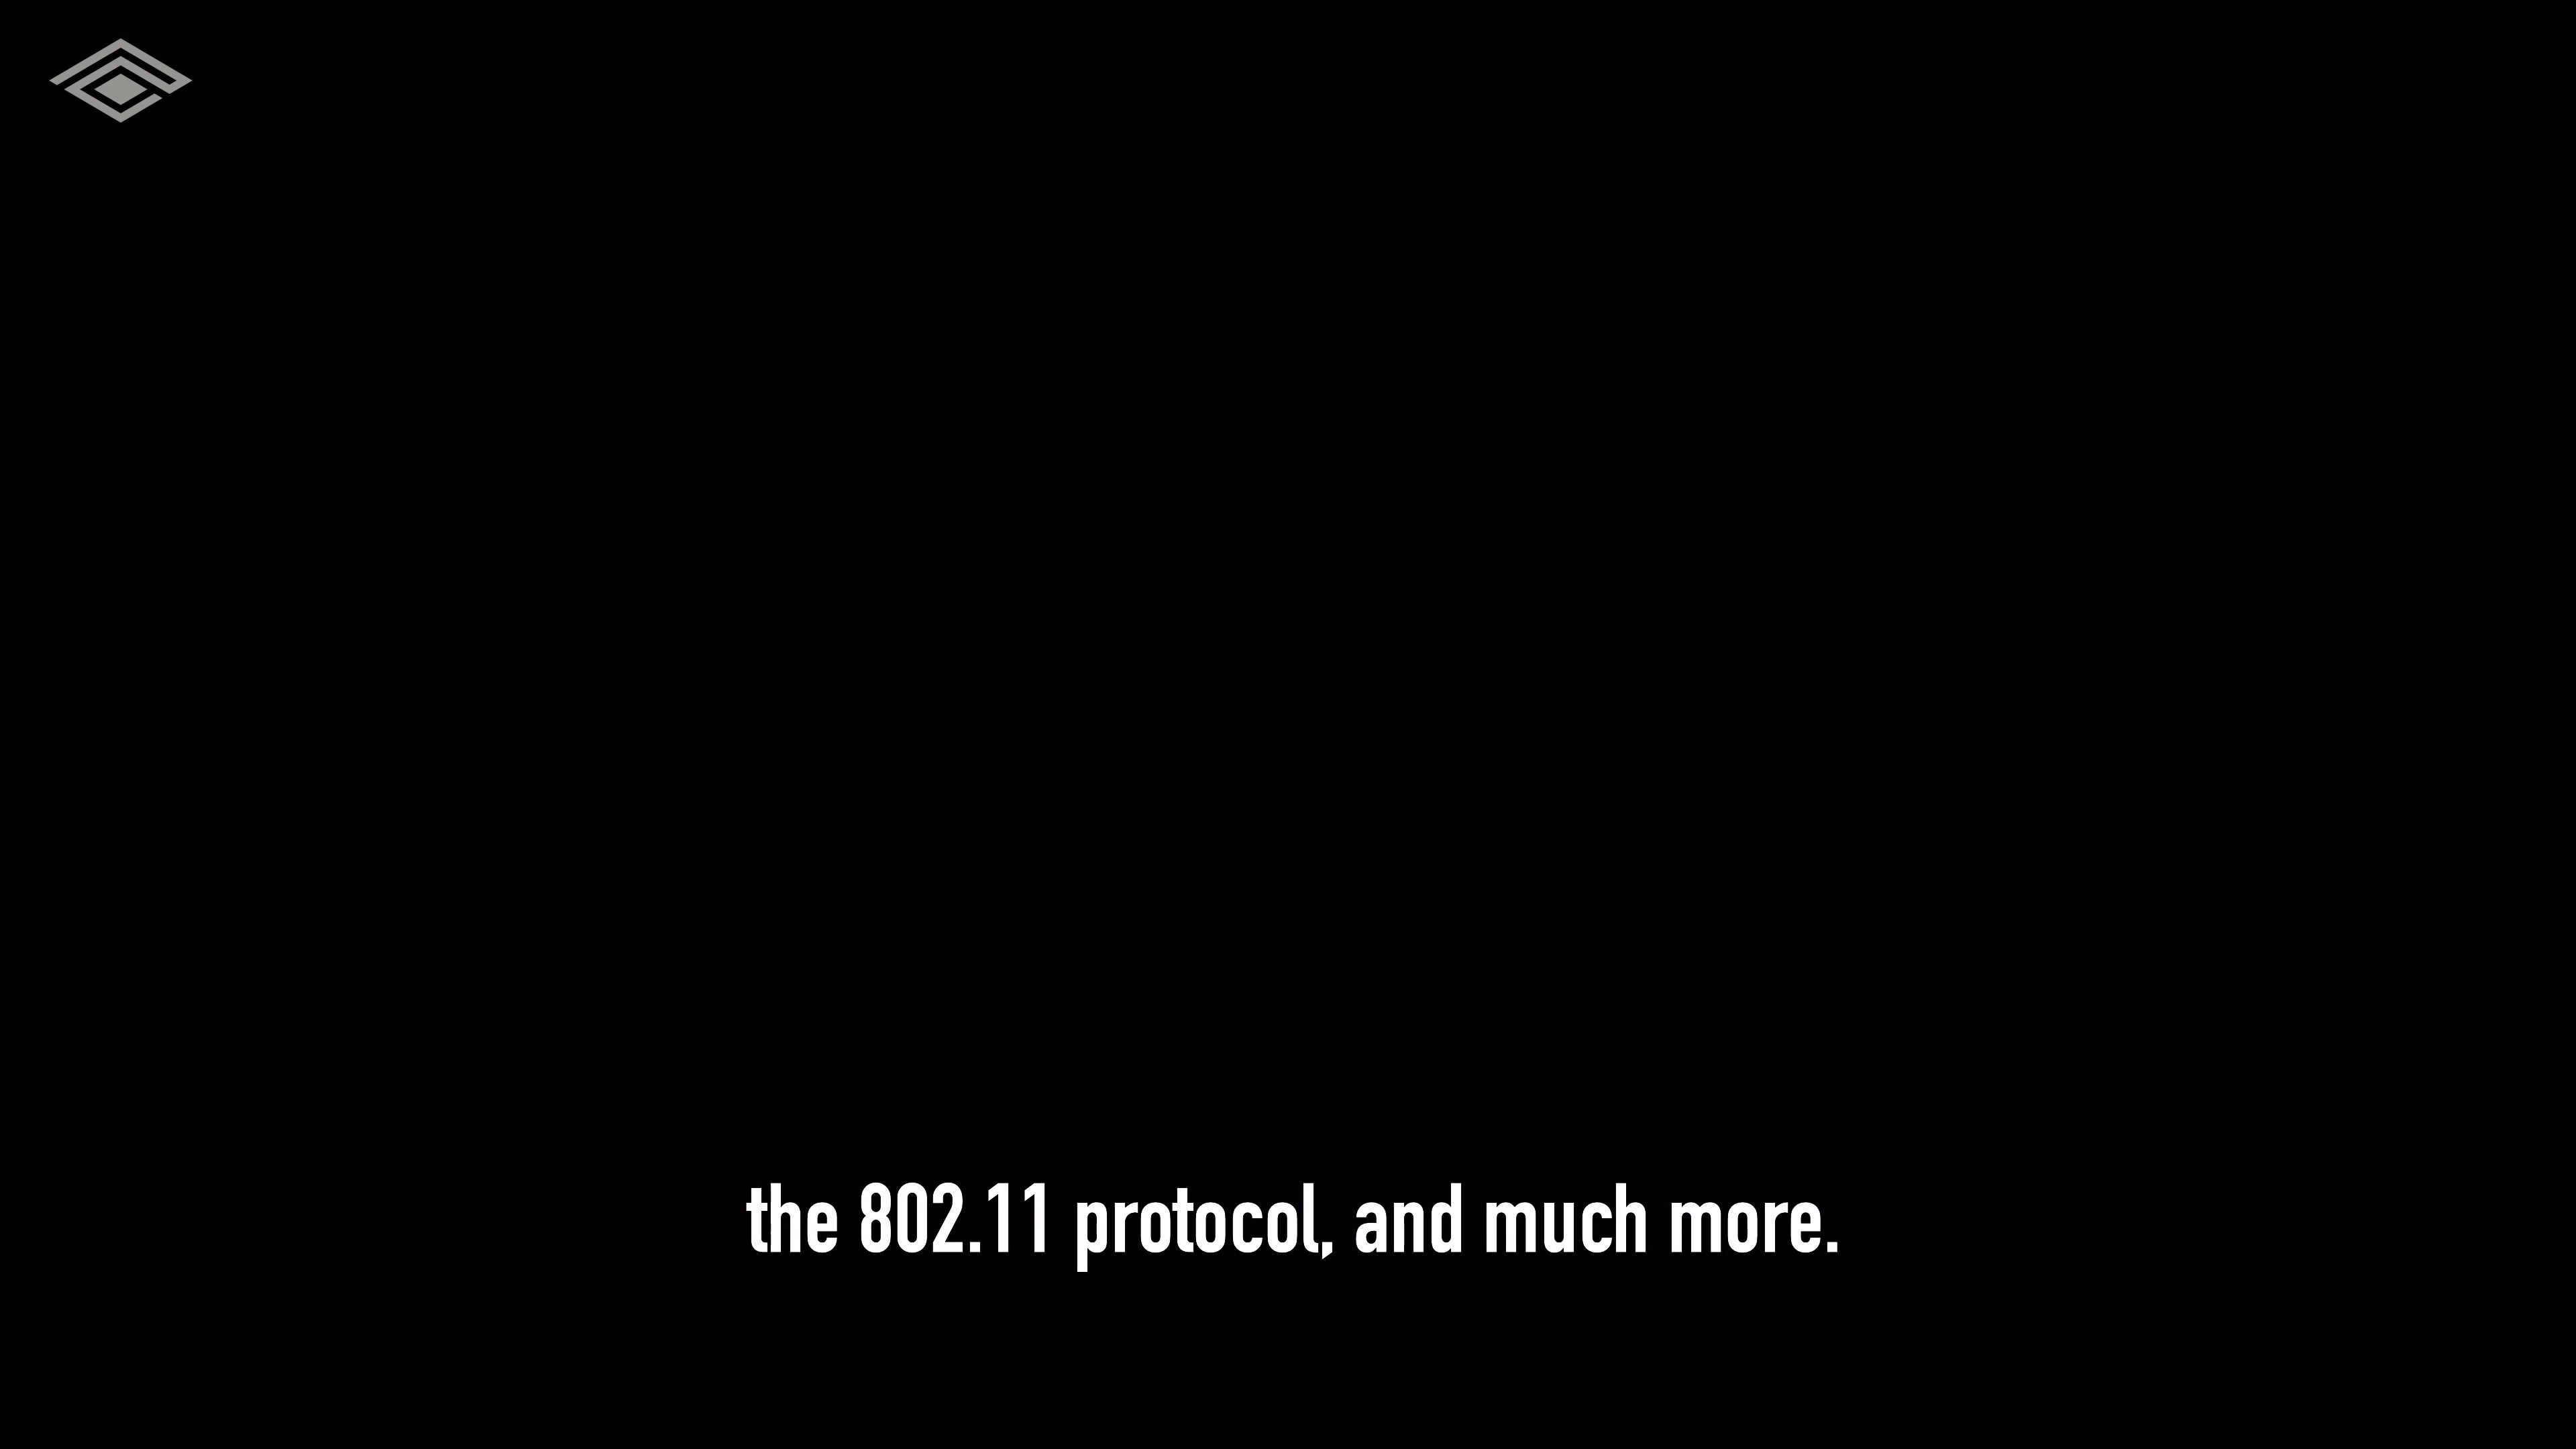 the 802.11 protocol, and much more.